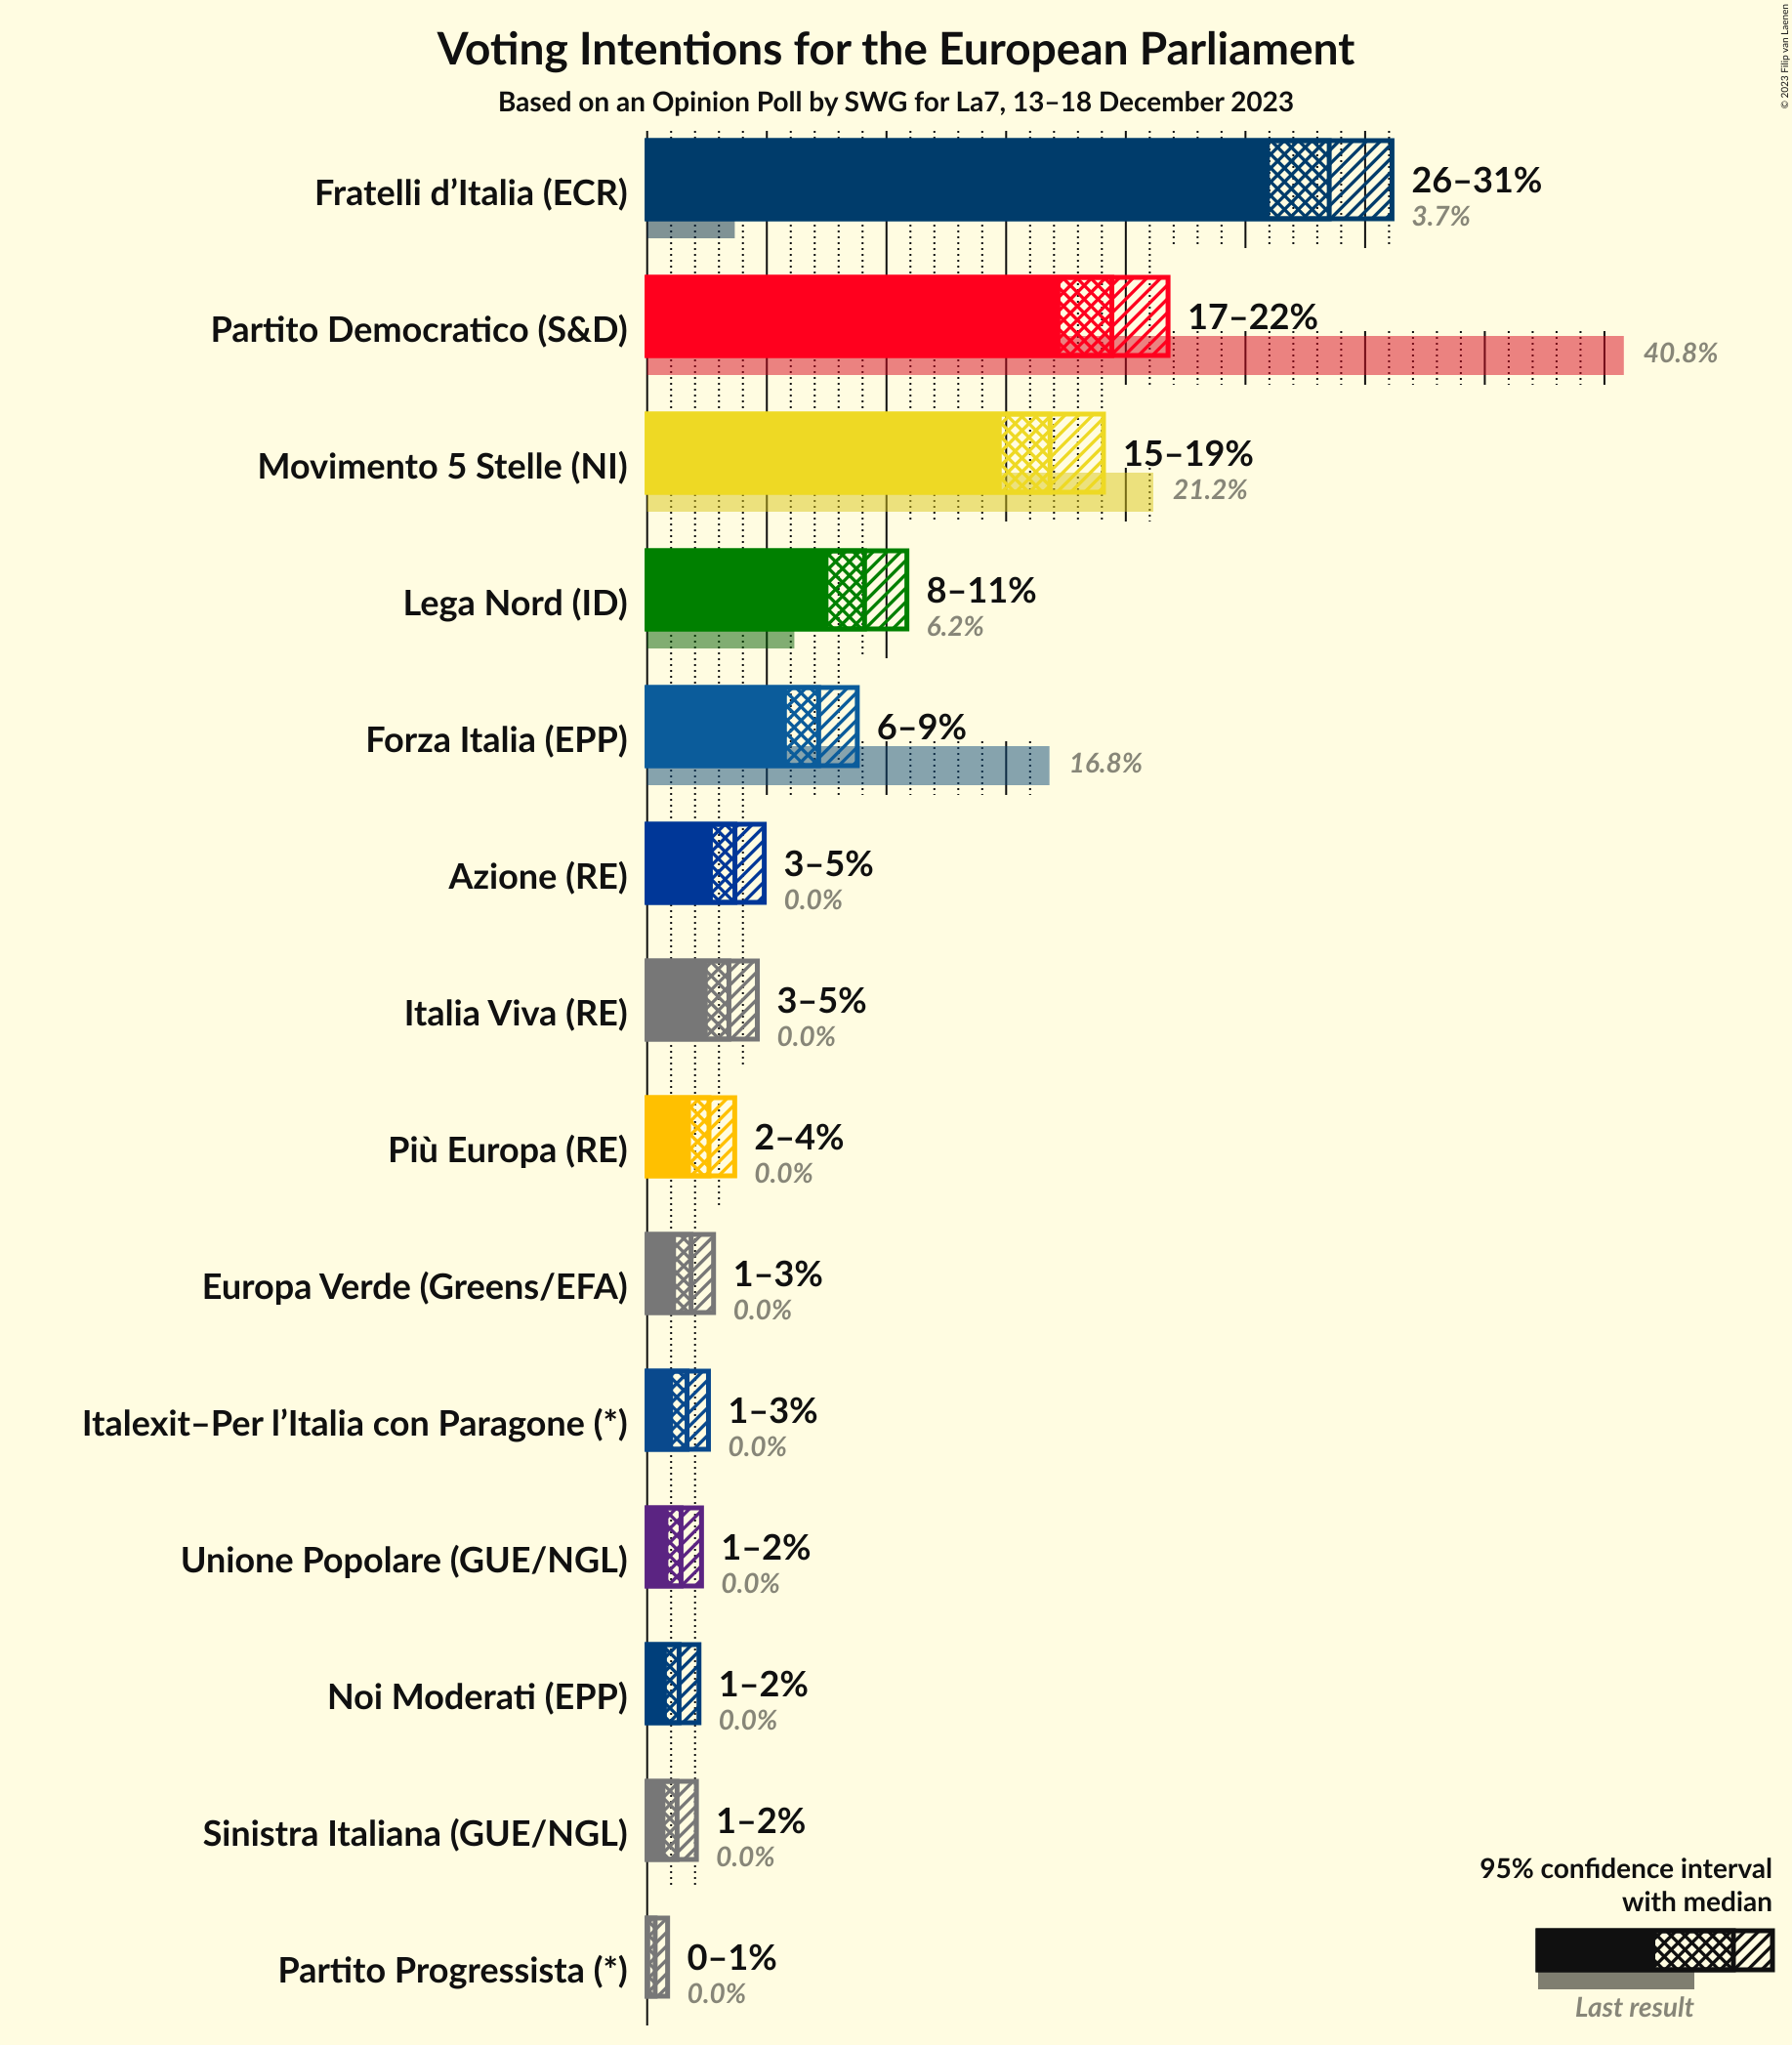 Voting Intentions for the European Parliament
Based on an Opinion Poll by SWG for La7, 13–18 December 2023
© 2023 Filip van Laenen
Fratelli d’Italia (ECR)
26–31%
3.7%
Partito Democratico (S&D)
17–22%
40.8%
Movimento 5 Stelle (NI)
15–19%
21.2%
Lega Nord (ID)
8–11%
6.2%
Forza Italia (EPP)
6–9%
16.8%
Azione (RE)
3–5%
0.0%
Italia Viva (RE)
3–5%
0.0%
Più Europa (RE)
2–4%
0.0%
Europa Verde (Greens/EFA)
1–3%
0.0%
Italexit–Per l’Italia con Paragone (*)
1–3%
0.0%
Unione Popolare (GUE/NGL)
1–2%
0.0%
Noi Moderati (EPP)
1–2%
0.0%
Sinistra Italiana (GUE/NGL)
1–2%
0.0%
Partito Progressista (*)
0–1%
0.0%
95% confidence interval
with median
Last result